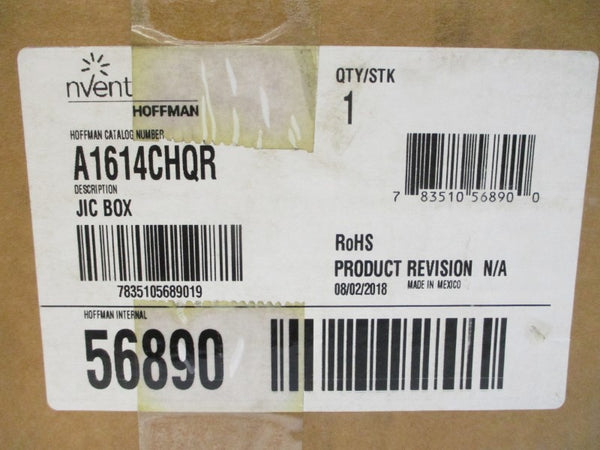 nVent
HOFFMAN
HOFFMAN CATALOG NUMBER
A1614CHQR
DESCRIPTION
JIC BOX
7835105689019
QTY/STK
1
7 83510 56890 0
RoHS
PRODUCT REVISION N/A
08/02/2018 MADE IN MEXICO
HOFFMAN INTERNAL
56890